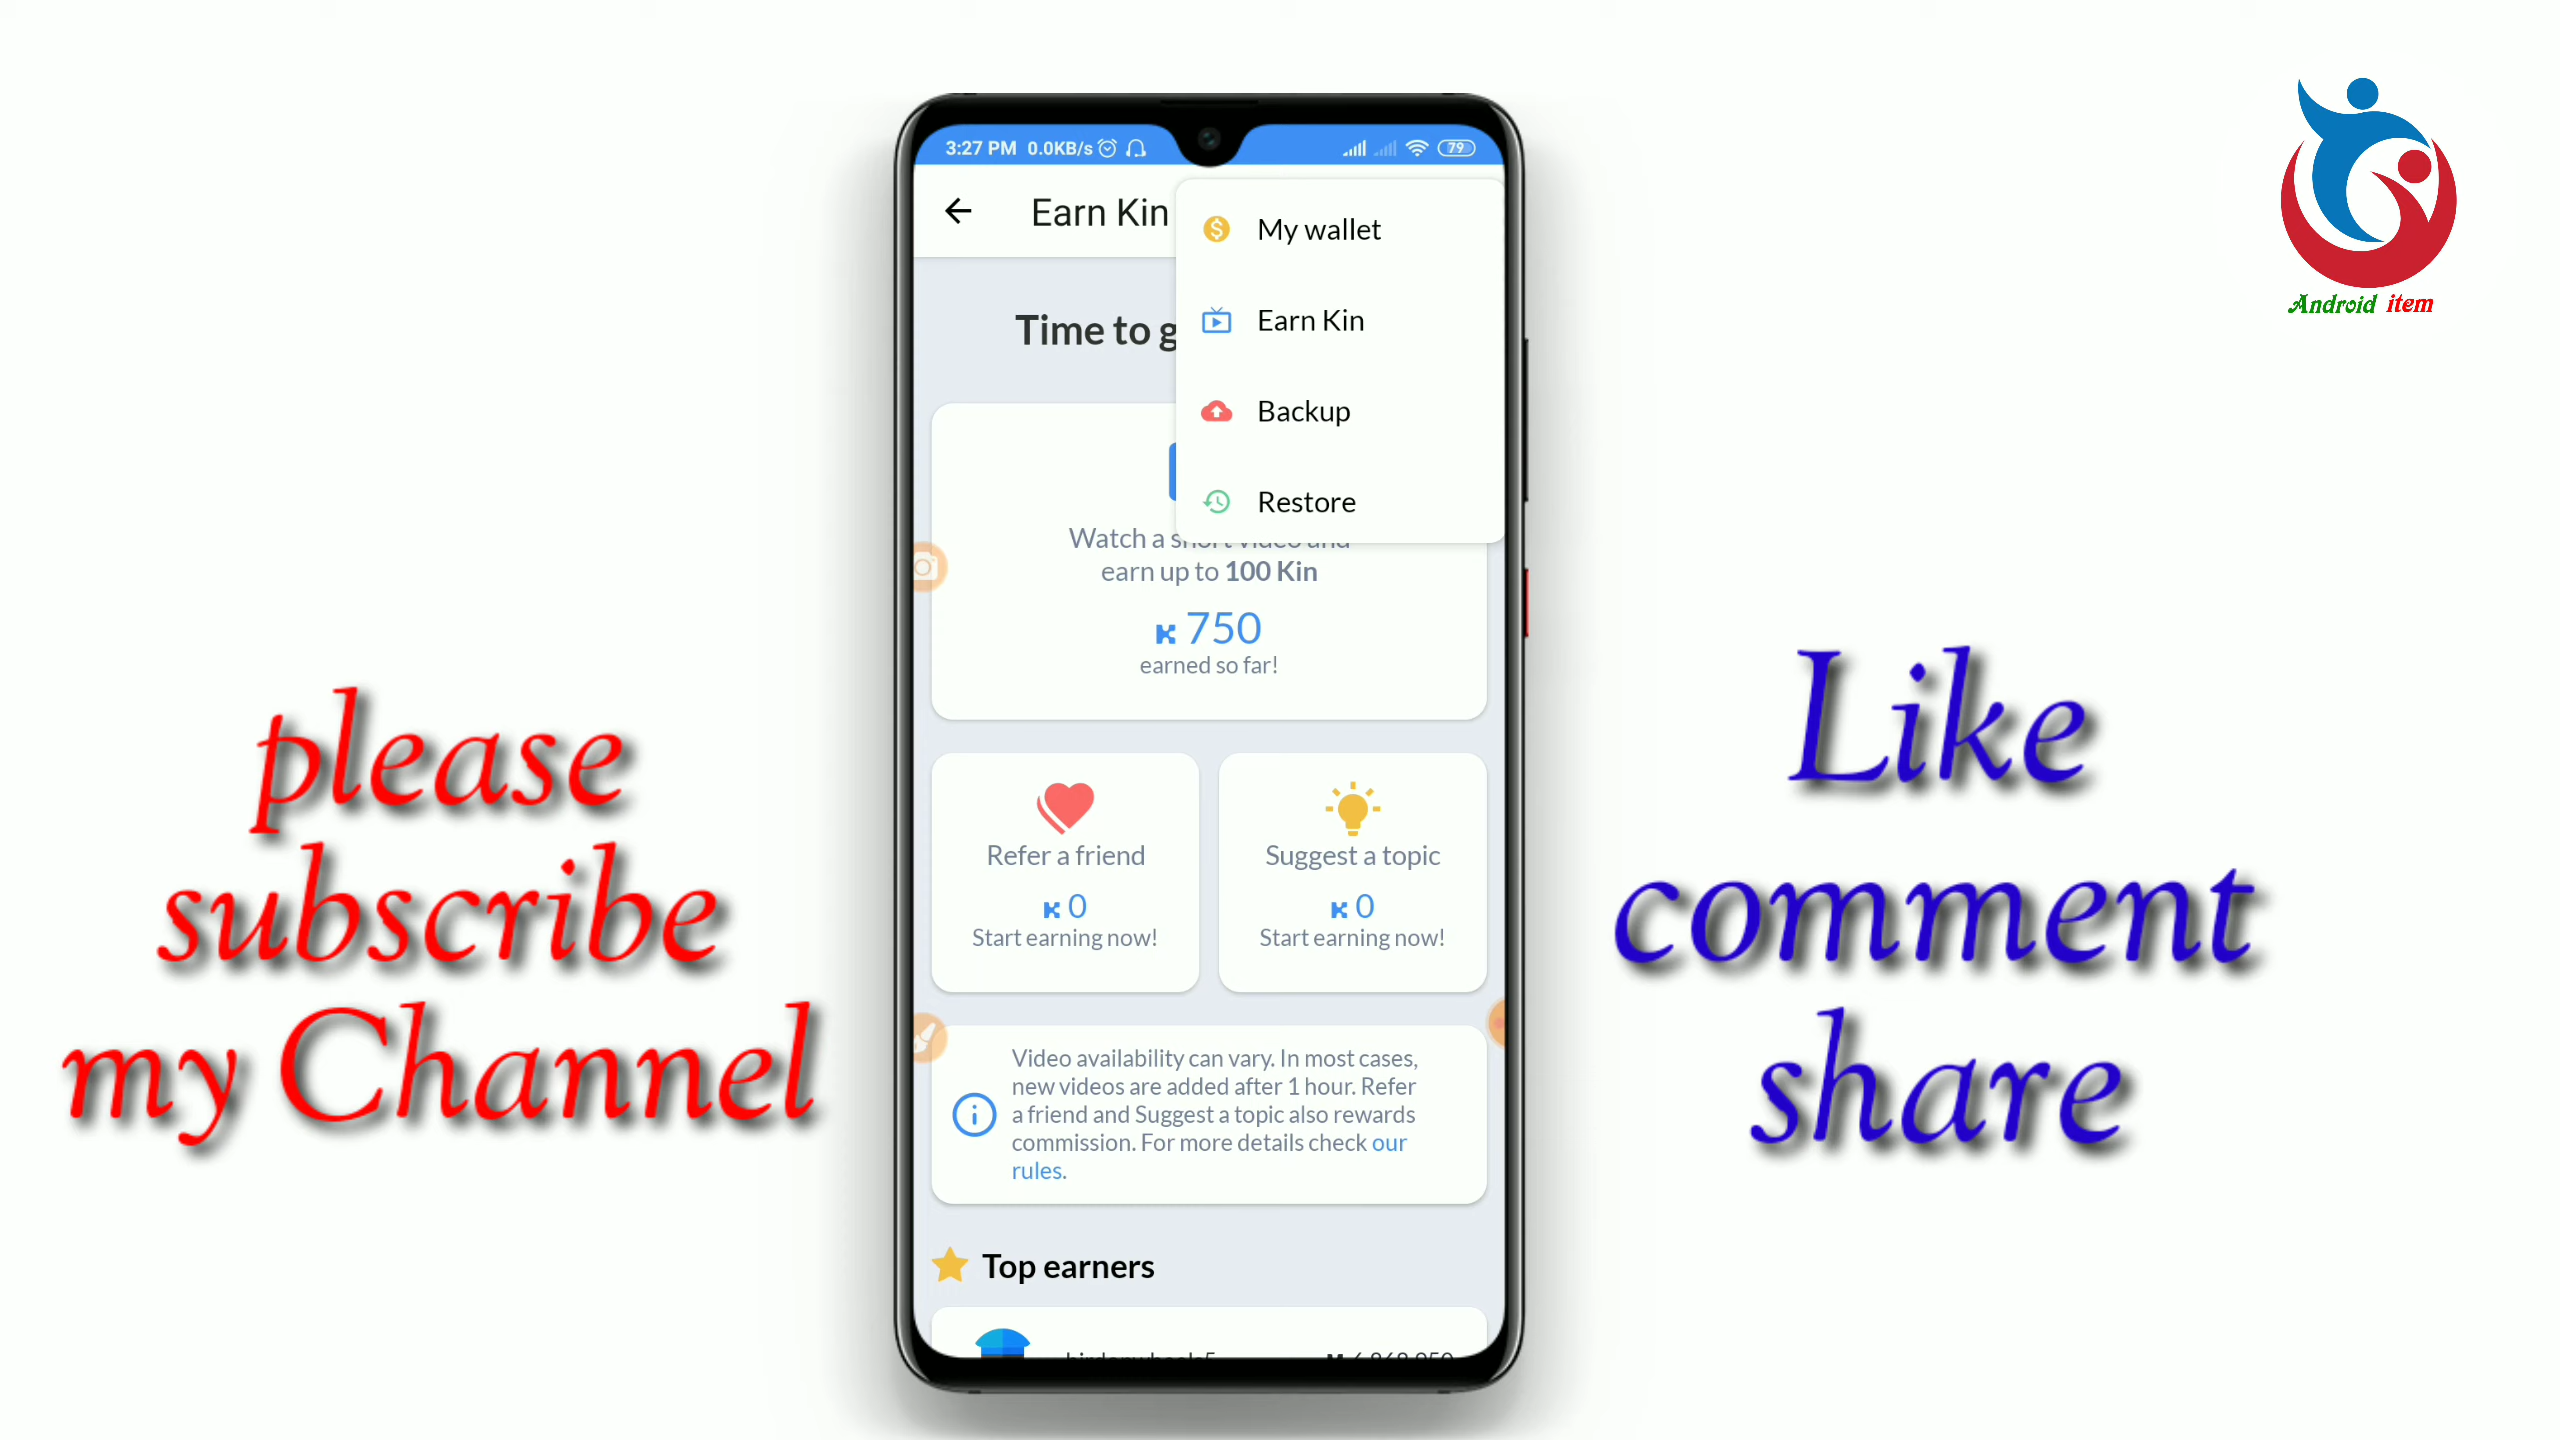 3:27 PM 0.0KB/s 79
Earn Kin
My wallet
Earn Kin
Backup
Restore
Time to
Watch a short video and
earn up to 100 Kin
750
earned so far!
Refer a friend
0
Start earning now!
Suggest a topic
0
Start earning now!
Video availability can vary. In most cases,
new videos are added after 1 hour. Refer
a friend and Suggest a topic also rewards
commission. For more details check our
rules.
Top earners
please
subscribe
my Channel
Like
comment
share
Android item